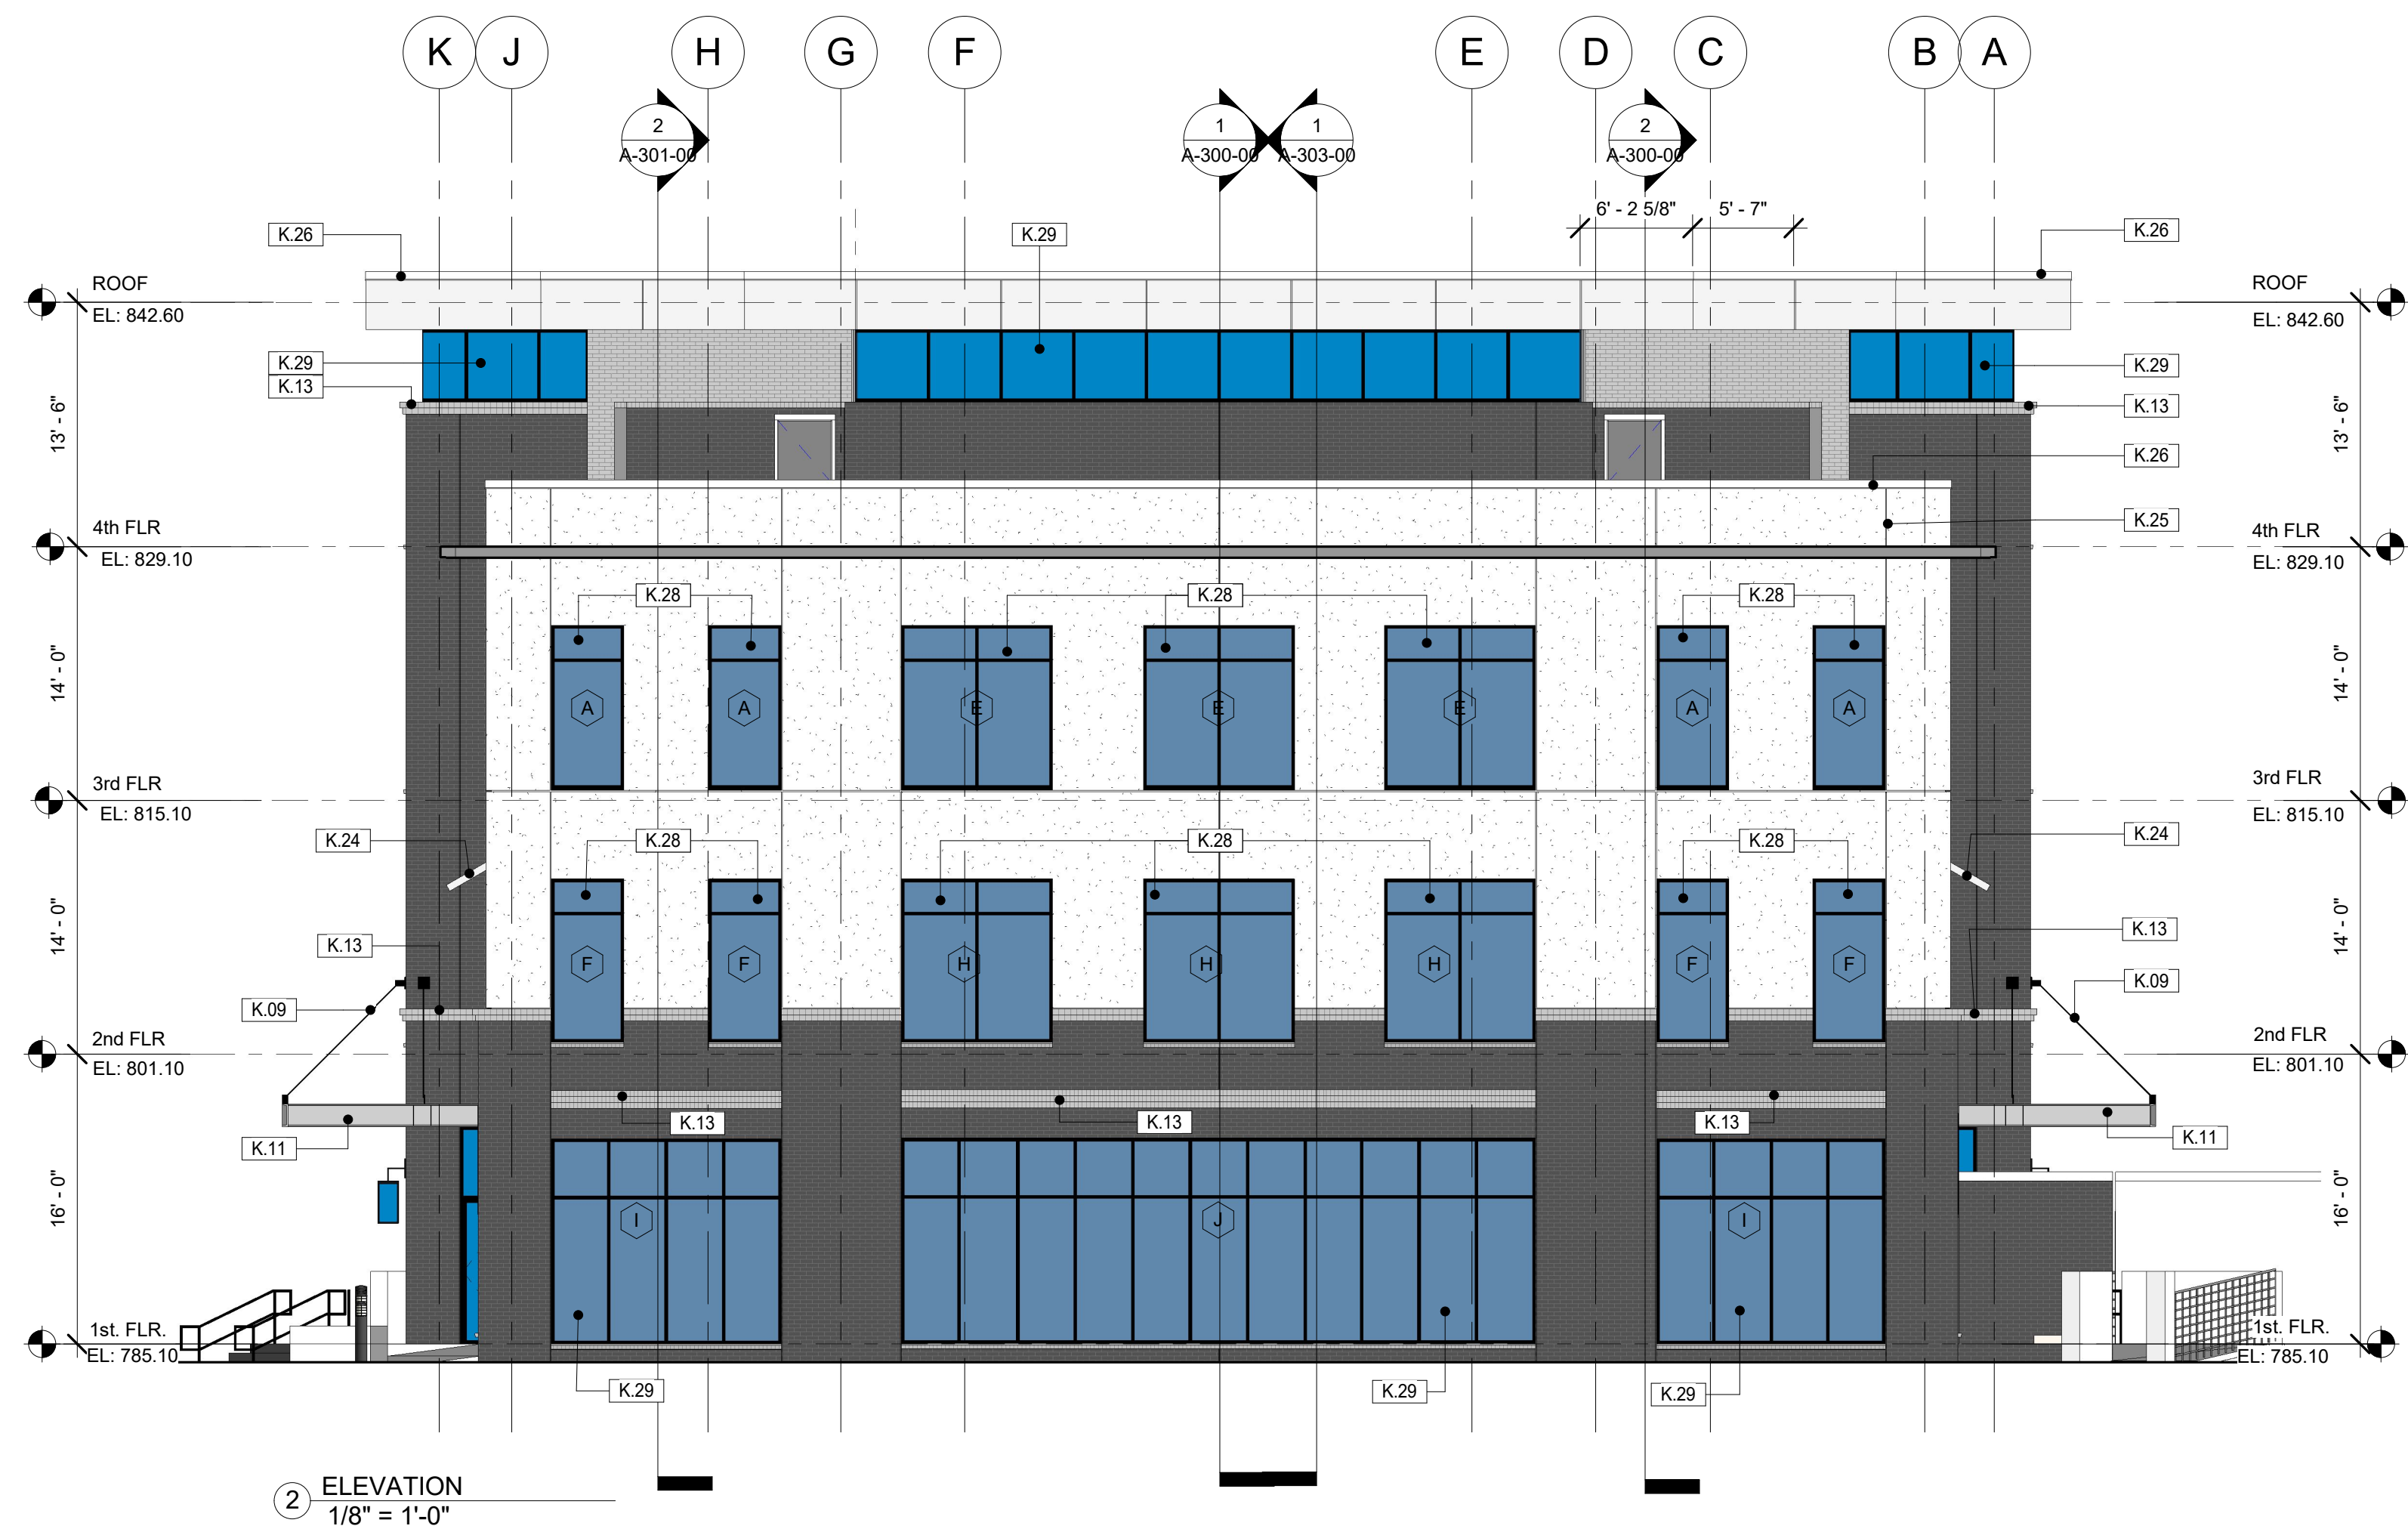 K J H G F E D C B A
2
A-301-00
1
A-300-00
1
A-303-00
2
A-300-00
6' - 2 5/8" 5' - 7"
K.26
K.29
K.26
ROOF
EL: 842.60
ROOF
EL: 842.60
K.29
K.13
K.29
K.13
13' - 6"
13' - 6"
K.26
K.25
4th FLR
EL: 829.10
4th FLR
EL: 829.10
K.28 K.28 K.28
14' - 0"
14' - 0"
A A E E E A A
3rd FLR
EL: 815.10
3rd FLR
EL: 815.10
K.24 K.28 K.28 K.28 K.24
14' - 0"
14' - 0"
K.13
K.13
F F H H H F F
K.09
K.09
2nd FLR
EL: 801.10
2nd FLR
EL: 801.10
K.13 K.13 K.13
K.11
K.11
16' - 0"
16' - 0"
I J I
1st. FLR.
EL: 785.10
1st. FLR.
EL: 785.10
K.29 K.29 K.29
2 ELEVATION
1/8" = 1'-0"